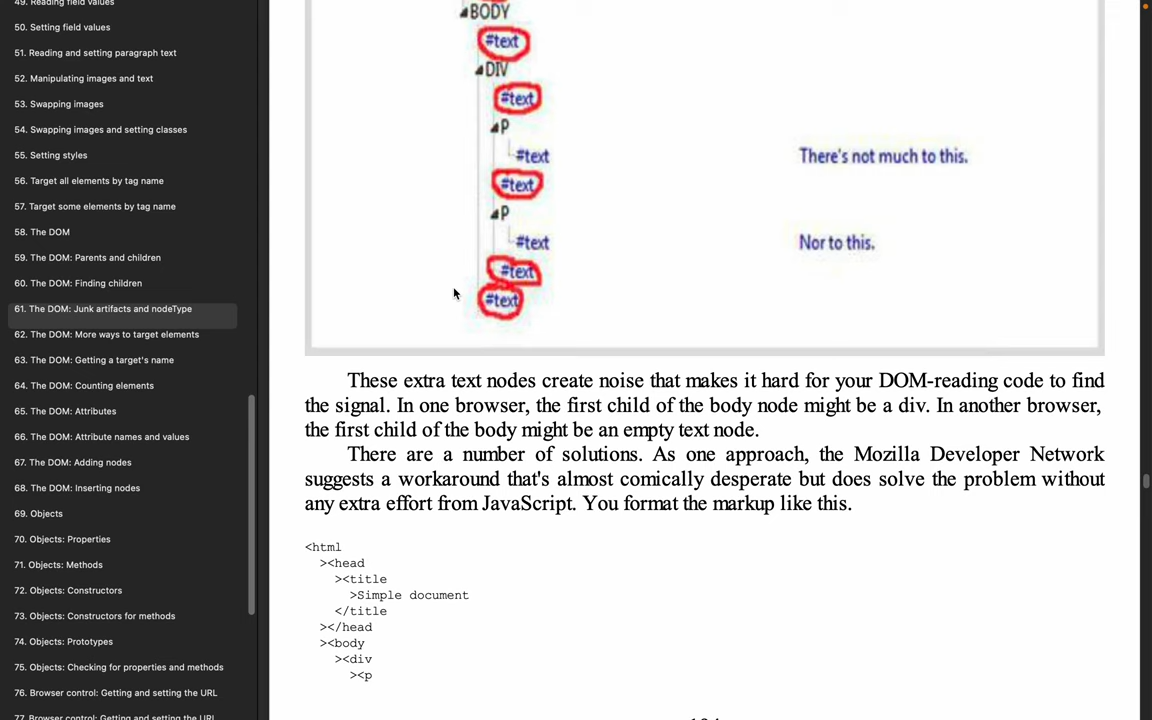 49. Reading field values
50. Setting field values
51. Reading and setting paragraph text
52. Manipulating images and text
53. Swapping images
54. Swapping images and setting classes
55. Setting styles
56. Target all elements by tag name
57. Target some elements by tag name
58. The DOM
59. The DOM: Parents and children
60. The DOM: Finding children
61. The DOM: Junk artifacts and nodeType
62. The DOM: More ways to target elements
63. The DOM: Getting a target's name
64. The DOM: Counting elements
65. The DOM: Attributes
66. The DOM: Attribute names and values
67. The DOM: Adding nodes
68. The DOM: Inserting nodes
69. Objects
70. Objects: Properties
71. Objects: Methods
72. Objects: Constructors
73. Objects: Constructors for methods
74. Objects: Prototypes
75. Objects: Checking for properties and methods
76. Browser control: Getting and setting the URL
77. Browser control: Getting and setting the URL
BODY
#text
DIV
#text
P
#text There's not much to this.
#text
P
#text Nor to this.
#text
#text
These extra text nodes create noise that makes it hard for your DOM-reading code to find
the signal. In one browser, the first child of the body node might be a div. In another browser,
the first child of the body might be an empty text node.
There are a number of solutions. As one approach, the Mozilla Developer Network
suggests a workaround that's almost comically desperate but does solve the problem without
any extra effort from JavaScript. You format the markup like this.
<html
><head
><title
>Simple document
</title
></head
><body
><div
><p